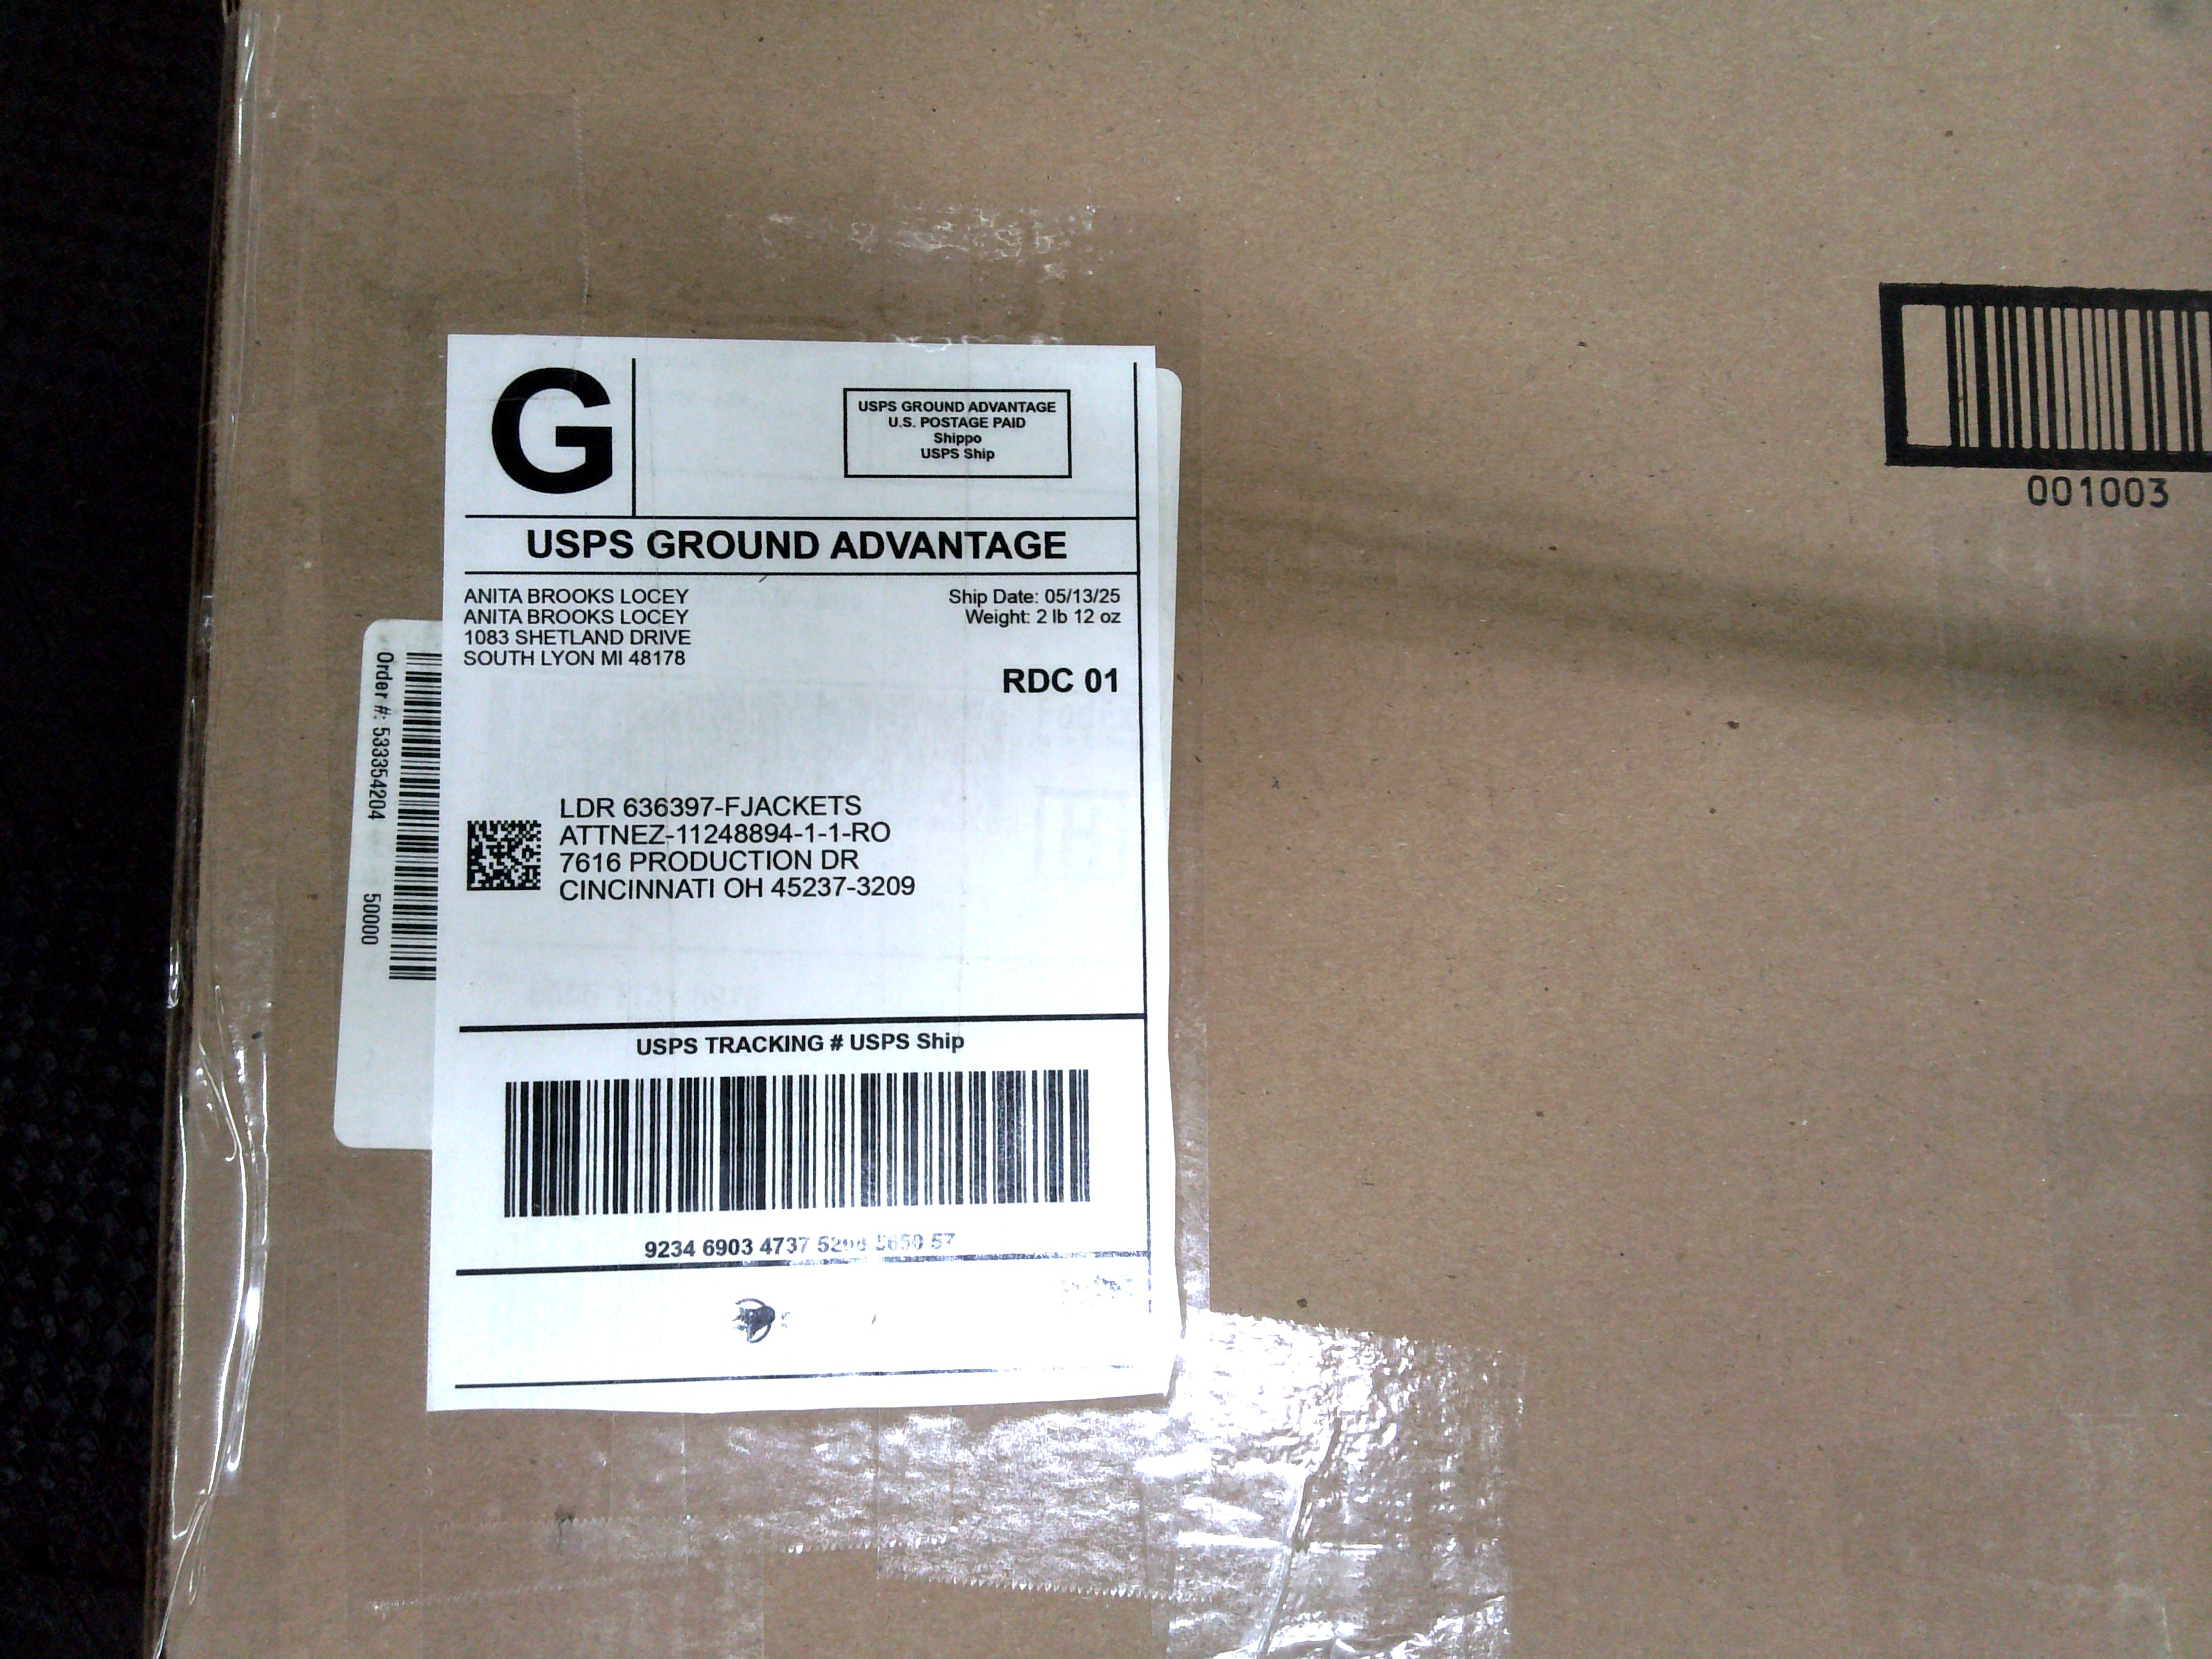 G
USPS GROUND ADVANTAGE
U.S. POSTAGE PAID
Shippo
USPS Ship
USPS GROUND ADVANTAGE
ANITA BROOKS LOCEY
ANITA BROOKS LOCEY
1083 SHETLAND DRIVE
SOUTH LYON MI 48178
Ship Date: 05/13/25
Weight: 2 lb 12 oz
RDC 01
LDR 636397-FJACKETS
ATTNEZ-11248894-1-1-RO
7616 PRODUCTION DR
CINCINNATI OH 45237-3209
USPS TRACKING # USPS Ship
9234 6903 4737 57
Order #: 533354204
50000
001003